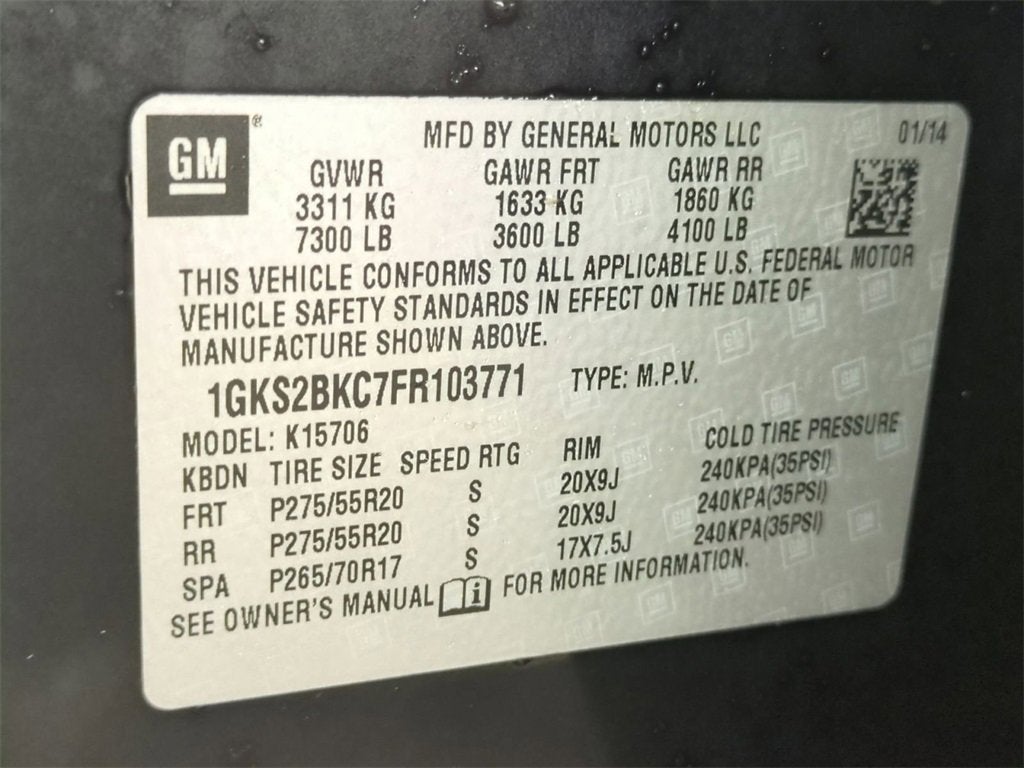 GM ®
MFD BY GENERAL MOTORS LLC 01/14
GVWR GAWR FRT GAWR RR
3311 KG 1633 KG 1860 KG
7300 LB 3600 LB 4100 LB
THIS VEHICLE CONFORMS TO ALL APPLICABLE U.S. FEDERAL MOTOR
VEHICLE SAFETY STANDARDS IN EFFECT ON THE DATE OF
MANUFACTURE SHOWN ABOVE.
1GKS2BKC7FR103771 TYPE: M.P.V.
MODEL: K15706
KBDN TIRE SIZE SPEED RTG RIM COLD TIRE PRESSURE
FRT P275/55R20 S 20X9J 240KPA(35PSI)
RR P275/55R20 S 20X9J 240KPA(35PSI)
SPA P265/70R17 S 17X7.5J 240KPA(35PSI)
SEE OWNER'S MANUAL i FOR MORE INFORMATION.